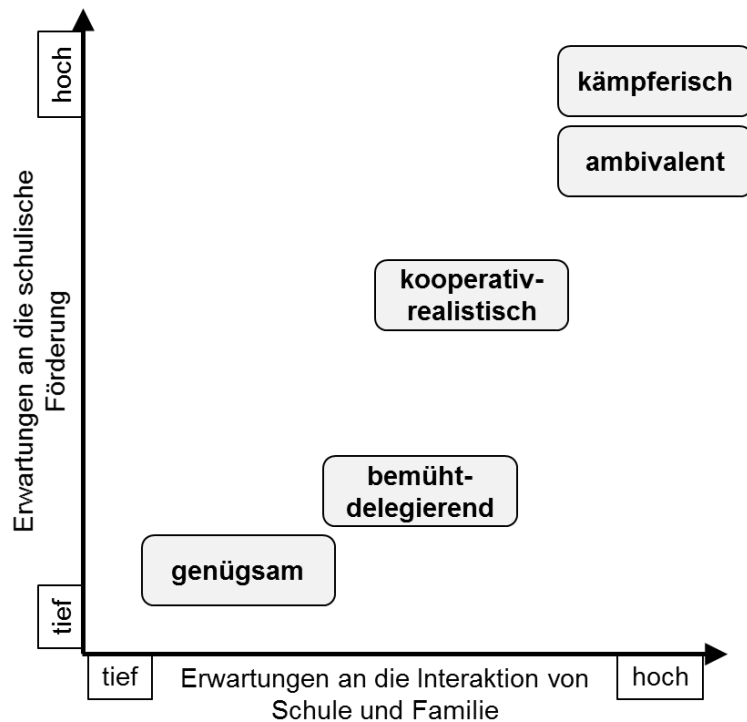 hoch
kämpferisch
ambivalent
Erwartungen an die schulische
Förderung
kooperativ-
realistisch
bemüht-
delegierend
genügsam
tief
tief
Erwartungen an die Interaktion von
Schule und Familie
hoch